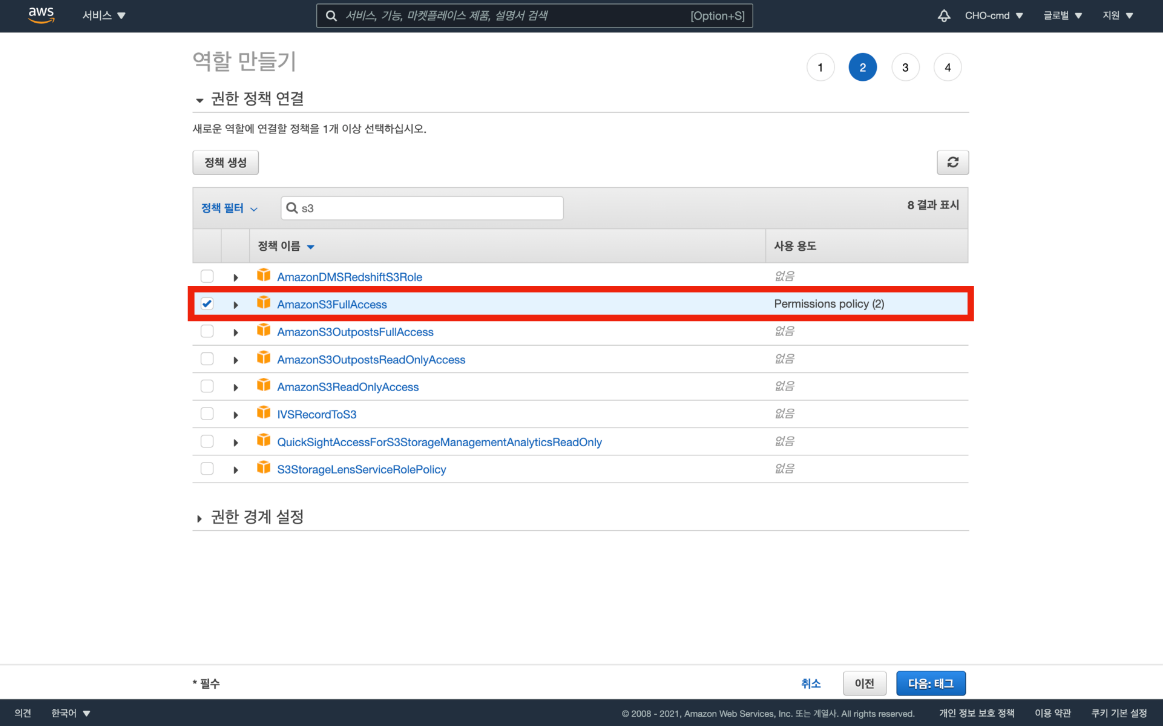 aws 서비스 서비스, 기능, 마켓플레이스 제품, 설명서 검색 [Option+S] CHO-cmd 글로벌 지원
역할 만들기 1 2 3 4
권한 정책 연결
새로운 역할에 연결할 정책을 1개 이상 선택하십시오.
정책 생성
정책 필터 s3 8 결과 표시
정책 이름 사용 용도
AmazonDMSRedshiftS3Role 없음
AmazonS3FullAccess Permissions policy (2)
AmazonS3OutpostsFullAccess 없음
AmazonS3OutpostsReadOnlyAccess 없음
AmazonS3ReadOnlyAccess 없음
IVSRecordToS3 없음
QuickSightAccessForS3StorageManagementAnalyticsReadOnly 없음
S3StorageLensServiceRolePolicy 없음
권한 경계 설정
* 필수 취소 이전 다음: 태그
의견 한국어 © 2008 - 2021, Amazon Web Services, Inc. 또는 계열사. All rights reserved. 개인 정보 보호 정책 이용 약관 쿠키 기본 설정